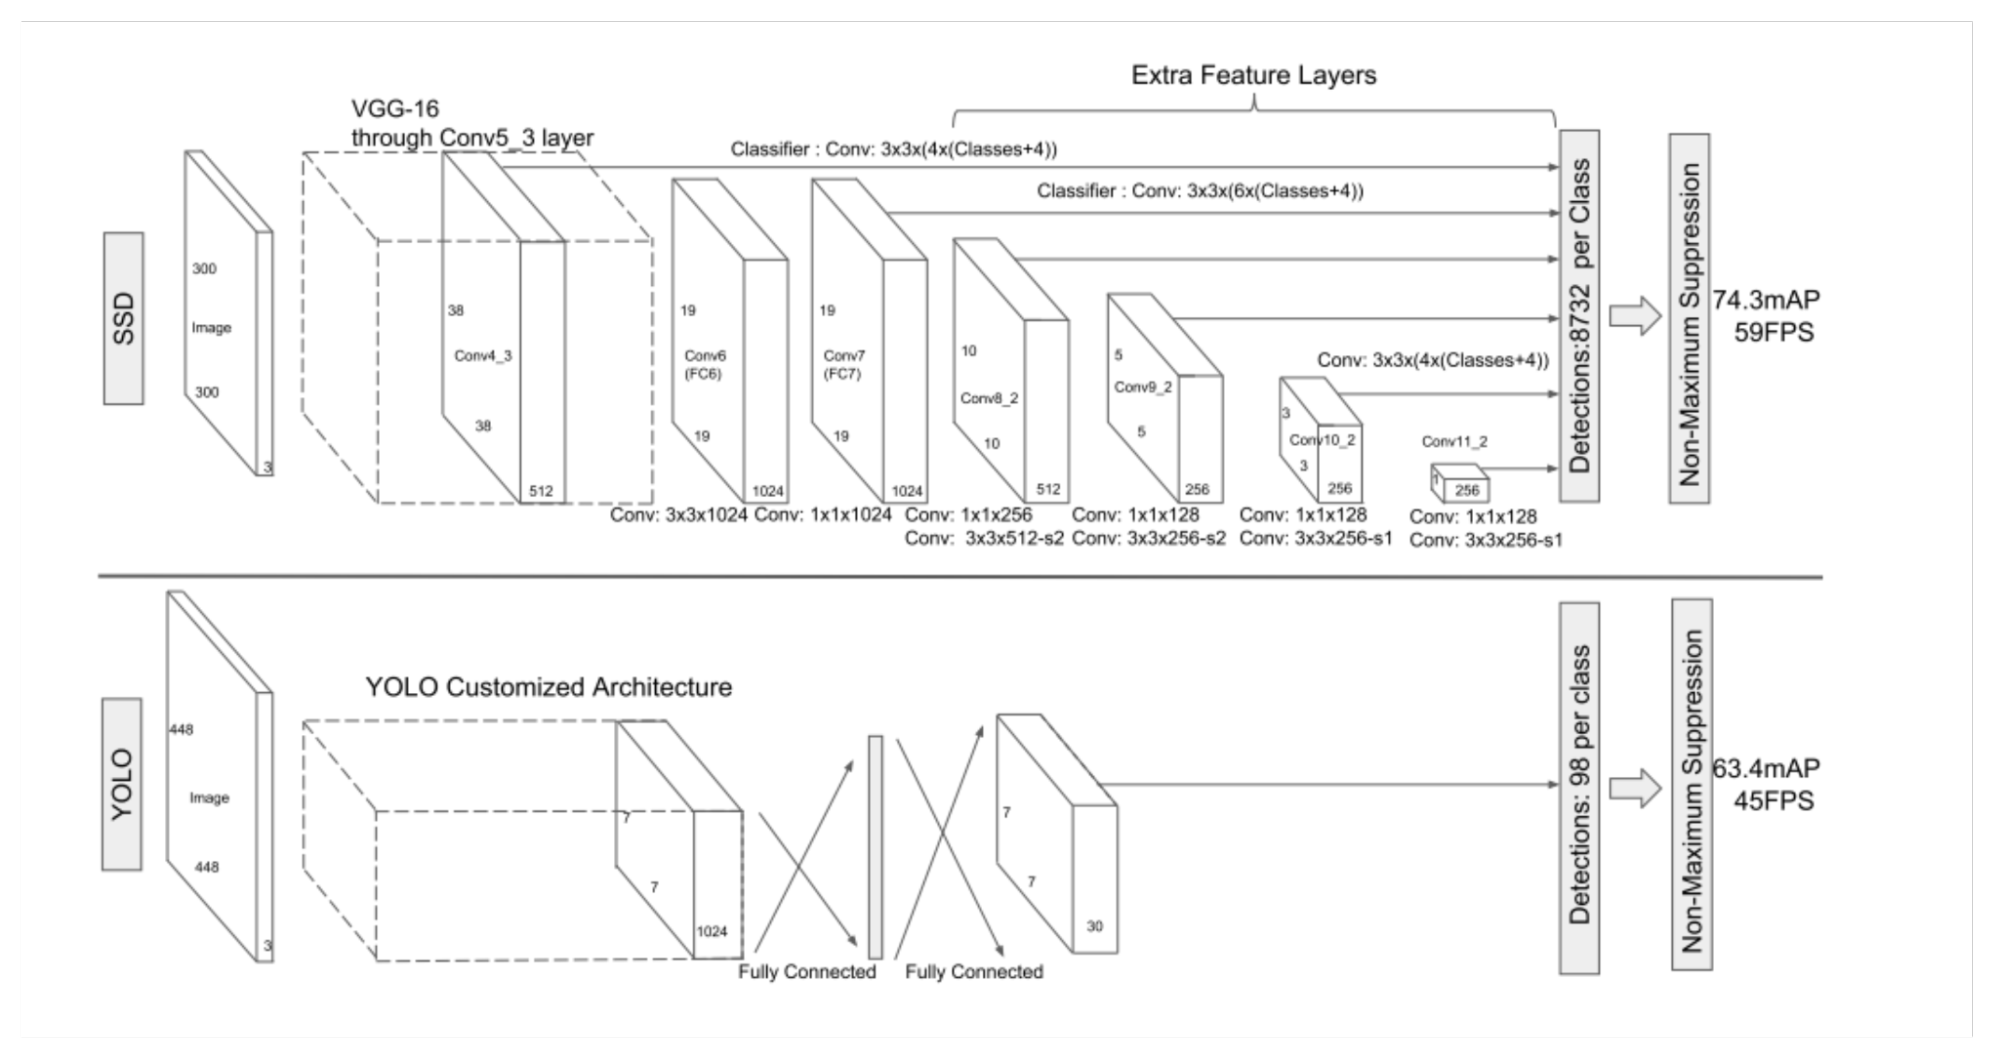 Extra Feature Layers
VGG-16
through Conv5_3 layer
Classifier : Conv: 3x3x(4x(Classes+4))
Classifier : Conv: 3x3x(6x(Classes+4))
SSD
300
Image
300
3
38
Conv4_3
38
512
19
Conv6
(FC6)
19
1024
19
Conv7
(FC7)
19
1024
10
Conv8_2
10
512
5
Conv9_2
5
256
Conv: 3x3x(4x(Classes+4))
3
Conv10_2
3
256
Conv11_2
1
256
Conv: 3x3x1024
Conv: 1x1x1024
Conv: 1x1x256
Conv: 3x3x512-s2
Conv: 1x1x128
Conv: 3x3x256-s2
Conv: 1x1x128
Conv: 3x3x256-s1
Conv: 1x1x128
Conv: 3x3x256-s1
Detections:8732 per Class
Non-Maximum Suppression
74.3mAP
59FPS
YOLO
448
Image
448
3
YOLO Customized Architecture
7
7
1024
Fully Connected
Fully Connected
7
7
30
Detections: 98 per class
Non-Maximum Suppression
63.4mAP
45FPS